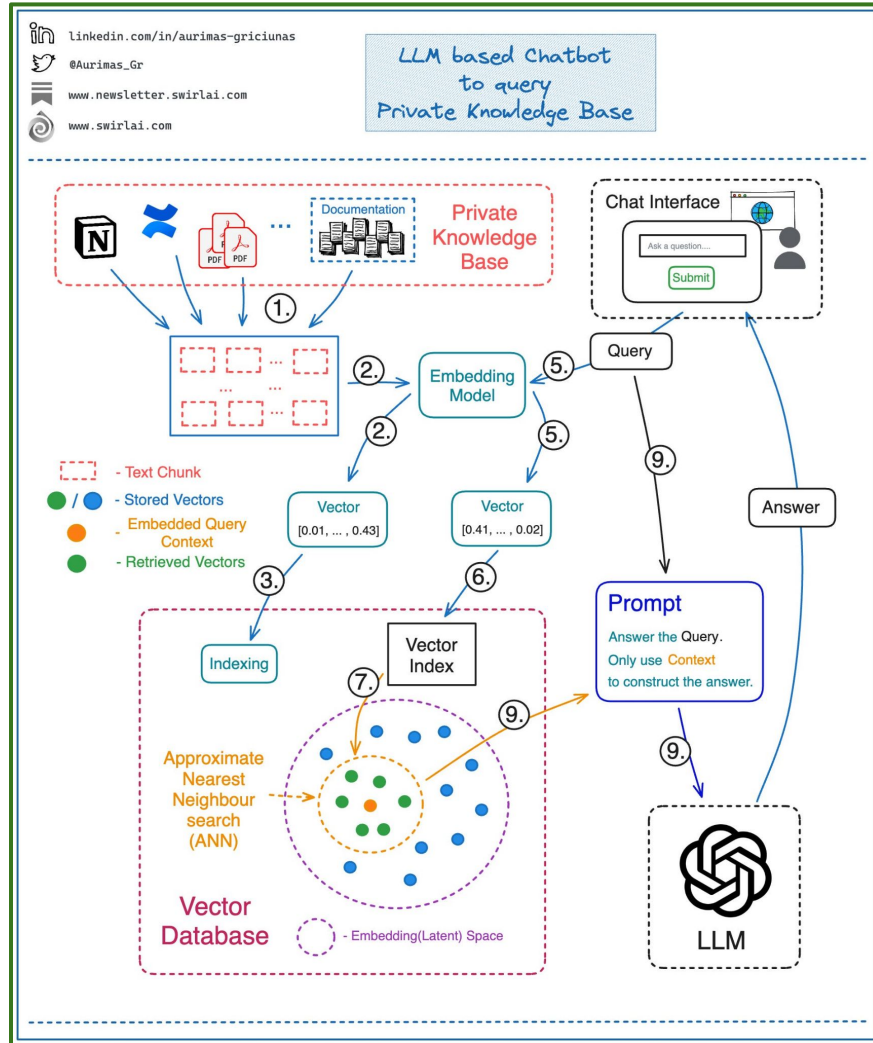 in linkedin.com/in/aurimas-griciunas
@Aurimas_Gr
www.newsletter.swirlai.com
www.swirlai.com
LLM based Chatbot
to query
Private Knowledge Base
N
PDF
PDF
...
Documentation
Private
Knowledge
Base
Chat Interface
Ask a question....
Submit
1.
...
... ...
...
2.
Embedding
Model
5.
Query
2.
5.
9.
- Text Chunk
/ - Stored Vectors
- Embedded Query
Context
- Retrieved Vectors
Vector
[0.01, ... , 0.43]
Vector
[0.41, ... , 0.02]
Answer
3.
6.
Indexing
Vector
Index
7.
9.
Prompt
Answer the Query.
Only use Context
to construct the answer.
9.
Approximate
Nearest
Neighbour
search
(ANN)
Vector
Database
- Embedding(Latent) Space
LLM